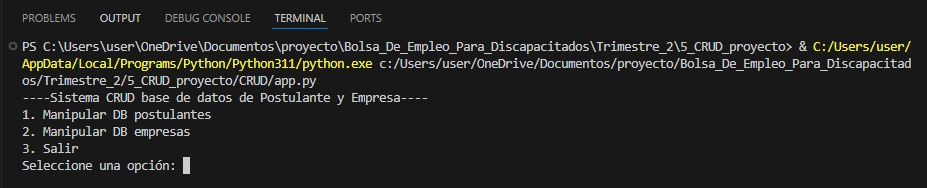 PROBLEMS OUTPUT DEBUG CONSOLE TERMINAL PORTS
PS C:\Users\user\OneDrive\Documentos\proyecto\Bolsa_De_Empleo_Para_Discapacitados\Trimestre_2\5_CRUD_proyecto> & C:/Users/user/
AppData/Local/Programs/Python/Python311/python.exe c:/Users/user/OneDrive/Documentos/proyecto/Bolsa_De_Empleo_Para_Discapacitad
os/Trimestre_2/5_CRUD_proyecto/CRUD/app.py
----Sistema CRUD base de datos de Postulante y Empresa----
1. Manipular DB postulantes
2. Manipular DB empresas
3. Salir
Seleccione una opción: